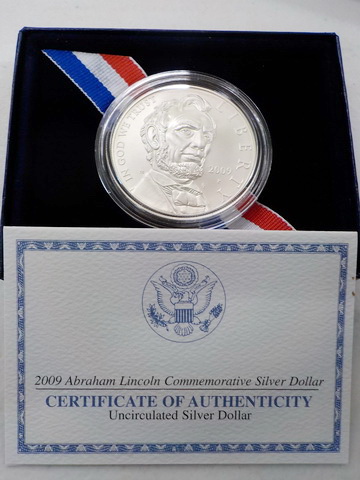 IN GOD WE TRUST
LIBERTY
2009
2009 Abraham Lincoln Commemorative Silver Dollar
CERTIFICATE OF AUTHENTICITY
Uncirculated Silver Dollar